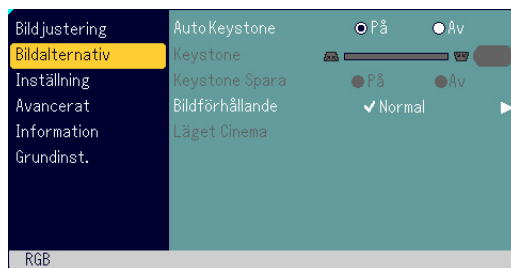 Bildjustering
Bildalternativ
Inställning
Avancerat
Information
Grundinst.
Auto Keystone På Av
Keystone
Keystone Spara På Av
Bildförhållande Normal
Läget Cinema
RGB